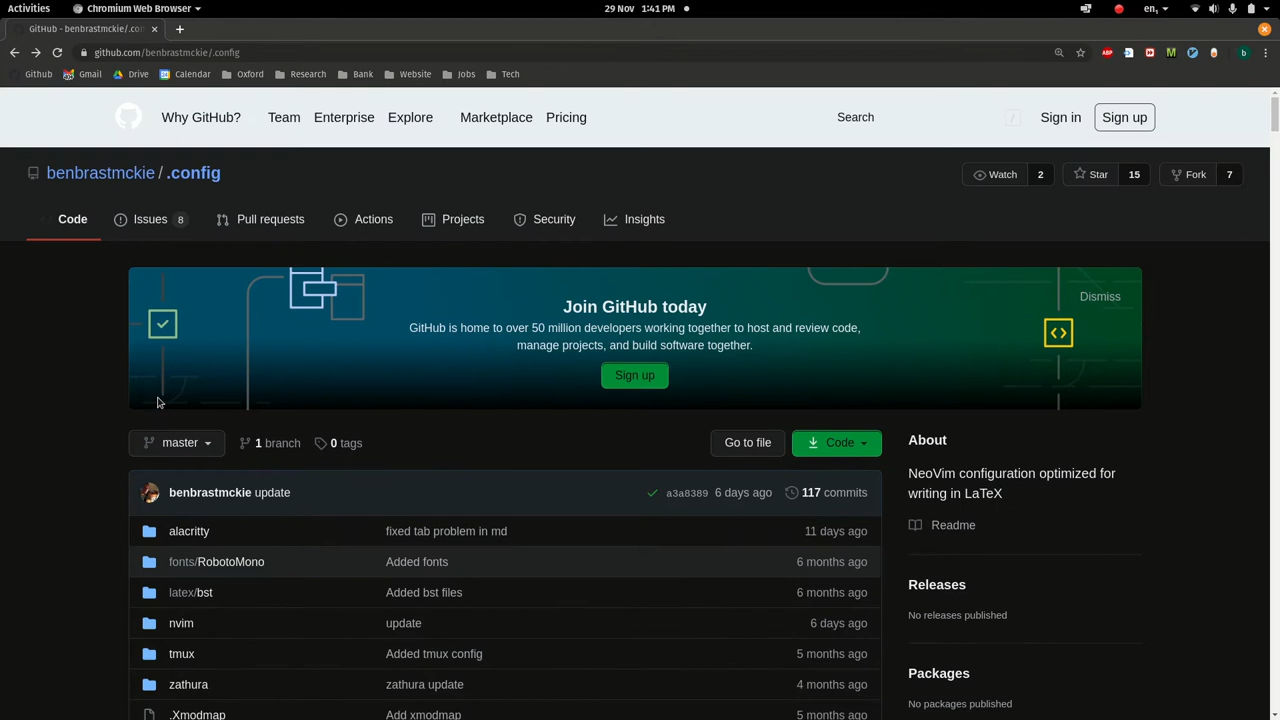 Activities Chromium Web Browser 29 Nov 1:41 PM en₁
GitHub - benbrastmckie/.co
github.com/benbrastmckie/.config ABP M b
Github Gmail Drive Calendar Oxford Research Bank Website Jobs Tech
Why GitHub? Team Enterprise Explore Marketplace Pricing Search / Sign in Sign up
benbrastmckie / .config Watch 2 Star 15 Fork 7
Code Issues 8 Pull requests Actions Projects Security Insights
Join GitHub today
Dismiss
GitHub is home to over 50 million developers working together to host and review code,
manage projects, and build software together.
Sign up
master 1 branch 0 tags Go to file Code
About
NeoVim configuration optimized for
writing in LaTeX
Readme
Releases
No releases published
Packages
No packages published
benbrastmckie update a3a8389 6 days ago 117 commits
alacritty fixed tab problem in md 11 days ago
fonts/RobotoMono Added fonts 6 months ago
latex/bst Added bst files 6 months ago
nvim update 6 days ago
tmux Added tmux config 5 months ago
zathura zathura update 4 months ago
.Xmodmap Add xmodmap 5 months ago